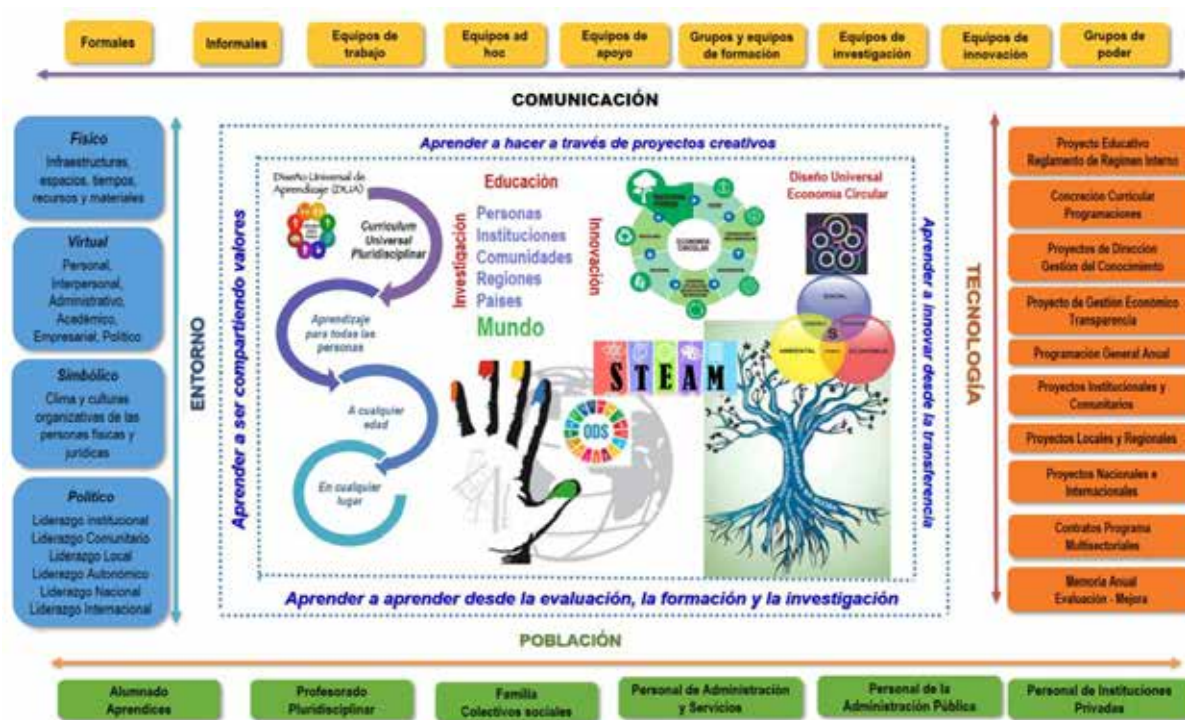 Formales
Informales
Equipos de
trabajo
Equipos ad
hoc
Equipos de
apoyo
Grupos y equipos
de formación
Equipos de
investigación
Equipos de
innovación
Grupos de
poder
COMUNICACIÓN
Físico
Infraestructuras,
espacios, tiempos,
recursos y materiales
Virtual
Personal,
Interpersonal,
Administrativo,
Académico,
Empresarial, Político
Simbólico
Clima y culturas
organizativas de las
personas físicas y
jurídicas
Político
Liderazgo institucional
Liderazgo Comunitario
Liderazgo Local
Liderazgo Autonómico
Liderazgo Nacional
Liderazgo Internacional
ENTORNO
Aprender a ser compartiendo valores
Aprender a hacer a través de proyectos creativos
Diseño Universal de
Aprendizaje (DUA)
Curriculum
Universal
Pluridisciplinar
Aprendizaje
para todas las
personas
A cualquier
edad
En cualquier
lugar
Educación
Investigación
Personas
Instituciones
Comunidades
Regiones
Países
Mundo
Innovación
ECONOMÍA
CIRCULAR
Diseño Universal
Economía Circular
SOCIAL
S
AMBIENTAL
STEAM
ODS
Aprender a innovar desde la transferencia
Aprender a aprender desde la evaluación, la formación y la investigación
TECNOLOGÍA
Proyecto Educativo
Reglamento de Régimen Interno
Concreción Curricular
Programaciones
Proyectos de Dirección
Gestión del Conocimiento
Proyecto de Gestión Económico
Transparencia
Programación General Anual
Proyectos Institucionales y
Comunitarios
Proyectos Locales y Regionales
Proyectos Nacionales e
Internacionales
Contratos Programa
Multisectoriales
Memoria Anual
Evaluación - Mejora
POBLACIÓN
Alumnado
Aprendices
Profesorado
Pluridisciplinar
Familia
Colectivos sociales
Personal de Administración
y Servicios
Personal de la
Administración Pública
Personal de Instituciones
Privadas